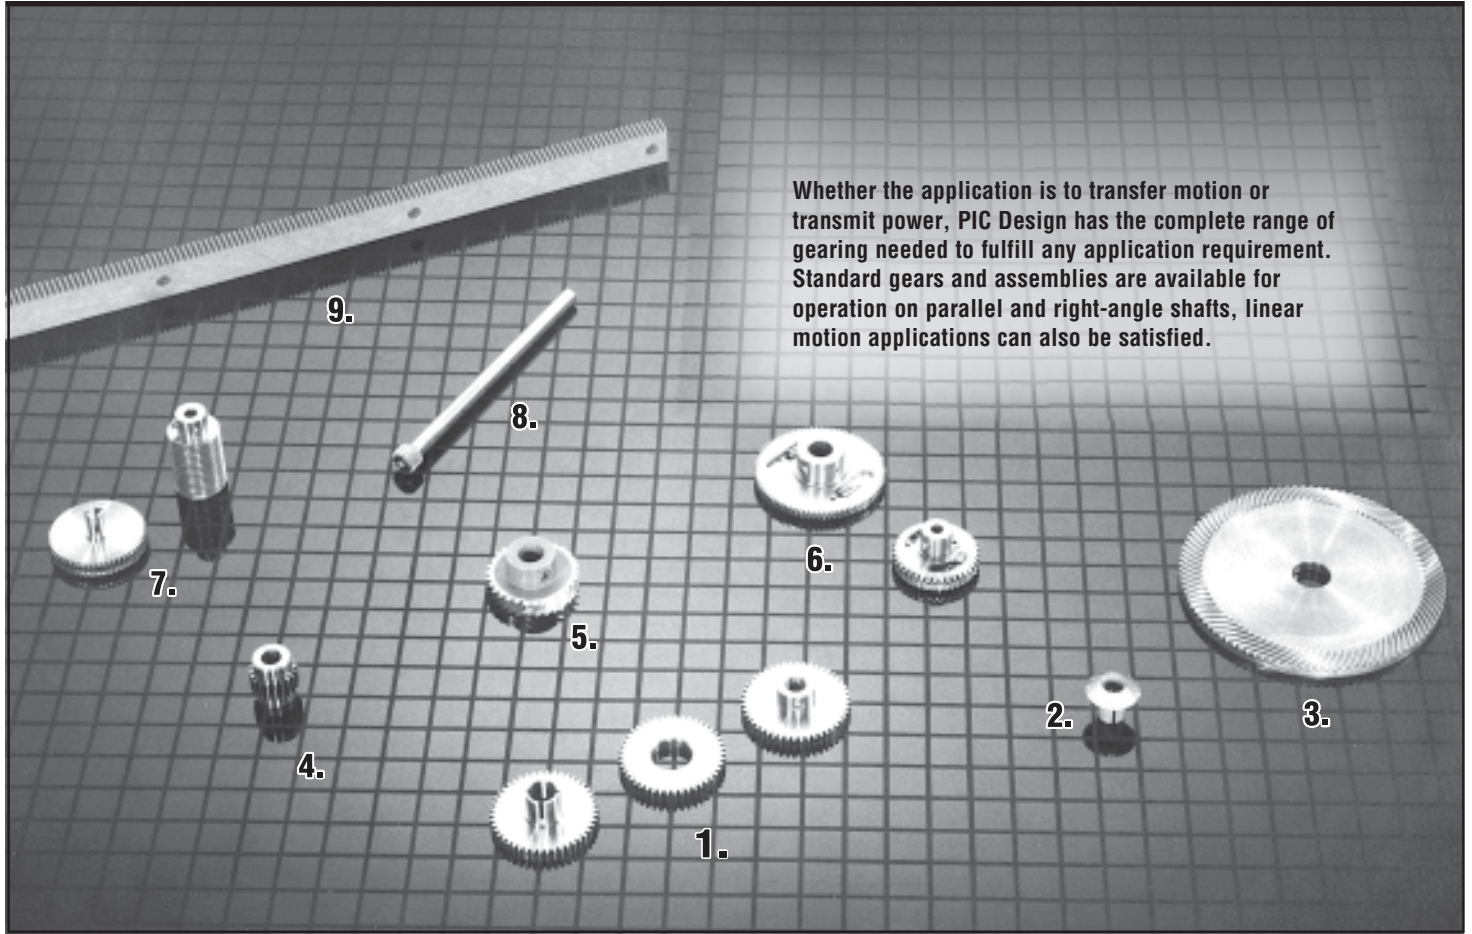 Whether the application is to transfer motion or
transmit power, PIC Design has the complete range of
gearing needed to fulfill any application requirement.
Standard gears and assemblies are available for
operation on parallel and right-angle shafts, linear
motion applications can also be satisfied.
9.
8.
7.
6.
5.
4.
3.
2.
1.